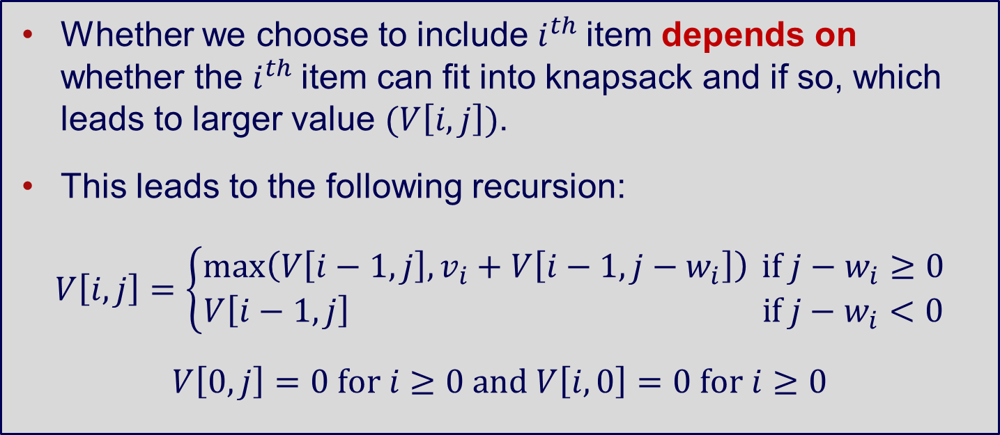 • Whether we choose to include $i^{th}$ item depends on
whether the $i^{th}$ item can fit into knapsack and if so, which
leads to larger value $(V[i,j])$.
• This leads to the following recursion:
$V[i,j] = \begin{cases} \max(V[i-1,j], v_i + V[i-1,j-w_i]) & \text{if } j-w_i \geq 0 \\ V[i-1,j] & \text{if } j-w_i < 0 \end{cases}$
$V[0,j] = 0 \text{ for } i \geq 0 \text{ and } V[i,0] = 0 \text{ for } i \geq 0$